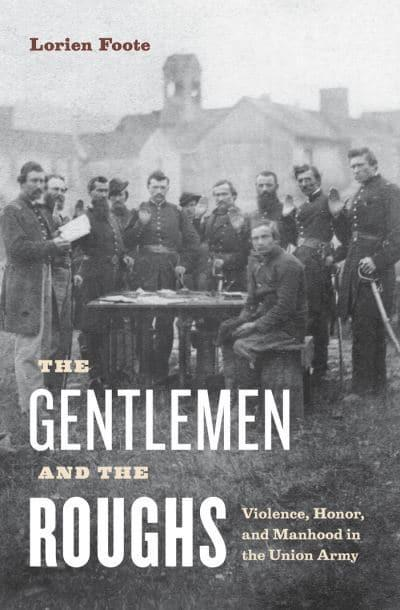 Lorien Foote
THE
GENTLEMEN
AND THE
ROUGHS
Violence, Honor,
and Manhood in
the Union Army